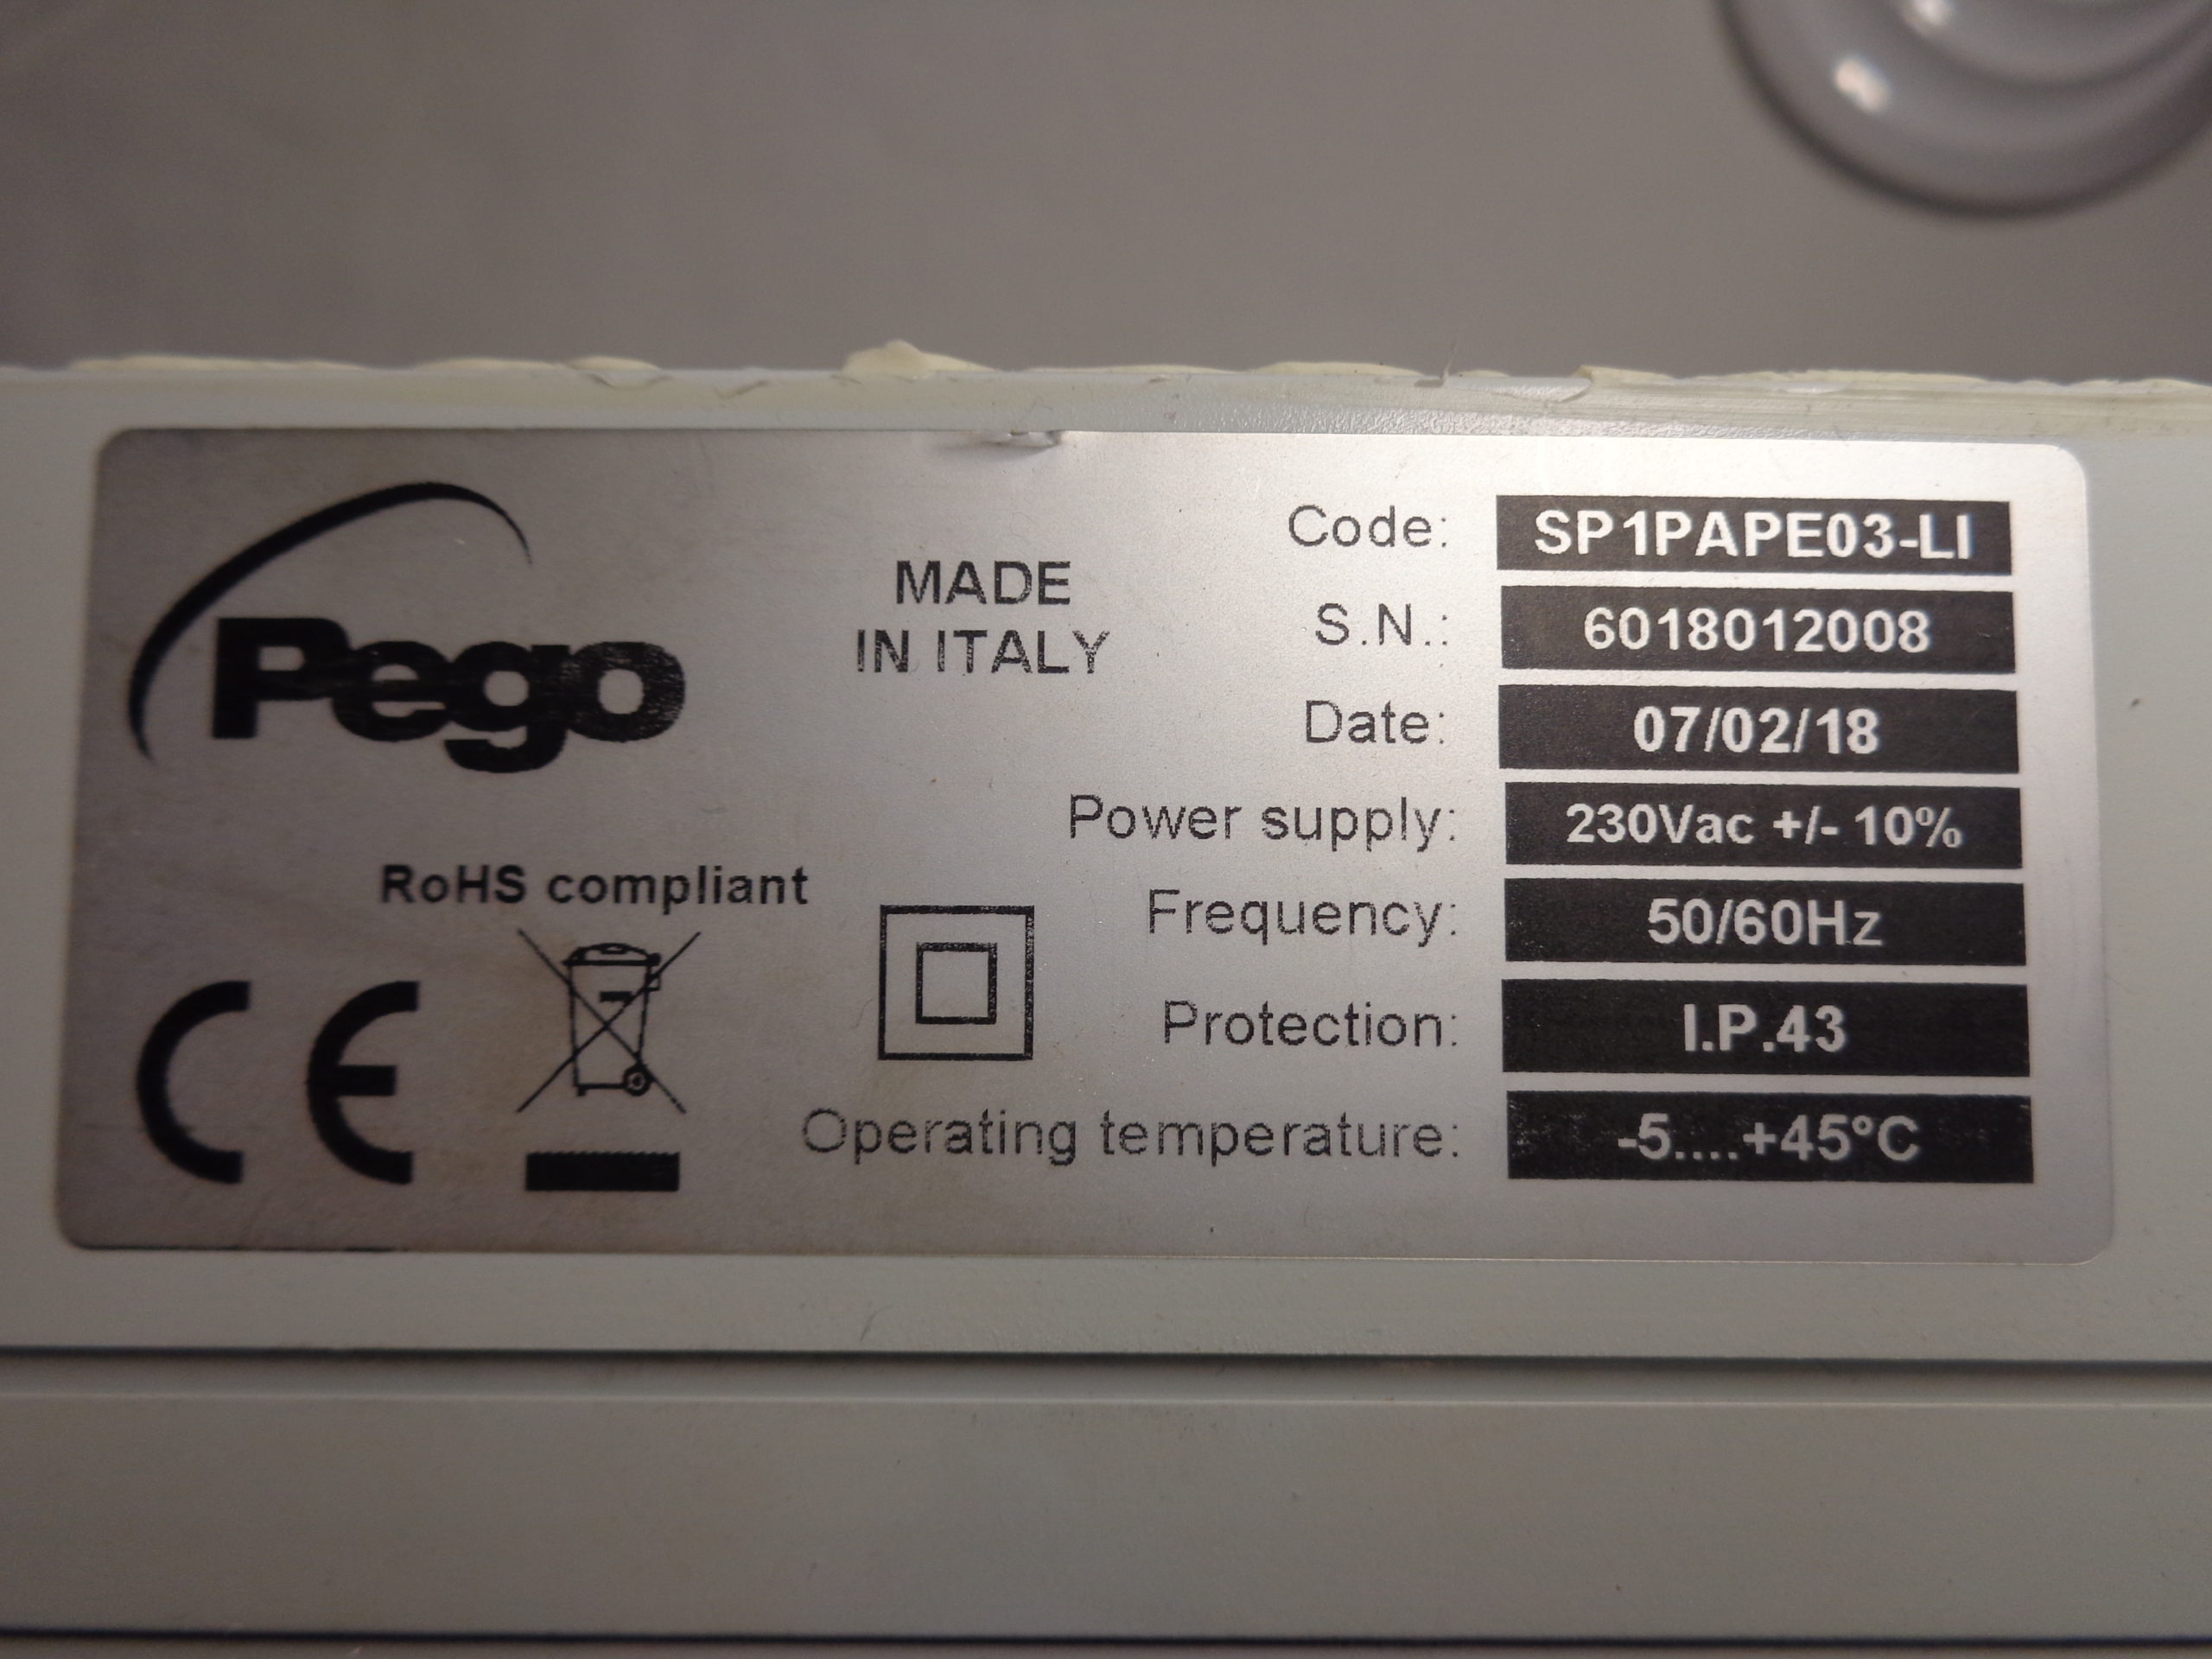 Pego
MADE
IN ITALY
RoHS compliant
CE
Code: SP1PAPE03-LI
S.N.: 6018012008
Date: 07/02/18
Power supply: 230Vac +/- 10%
Frequency: 50/60Hz
Protection: I.P.43
Operating temperature: -5....+45°C